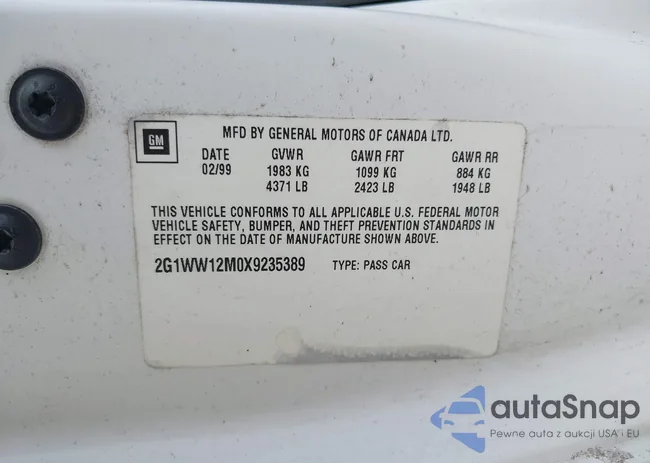 GM
MFD BY GENERAL MOTORS OF CANADA LTD.
DATE GVWR GAWR FRT GAWR RR
02/99 1983 KG 1099 KG 884 KG
4371 LB 2423 LB 1948 LB
THIS VEHICLE CONFORMS TO ALL APPLICABLE U.S. FEDERAL MOTOR
VEHICLE SAFETY, BUMPER, AND THEFT PREVENTION STANDARDS IN
EFFECT ON THE DATE OF MANUFACTURE SHOWN ABOVE.
2G1WW12M0X9235389 TYPE: PASS CAR
autaSnap
Pewne auta z aukcji USA i EU